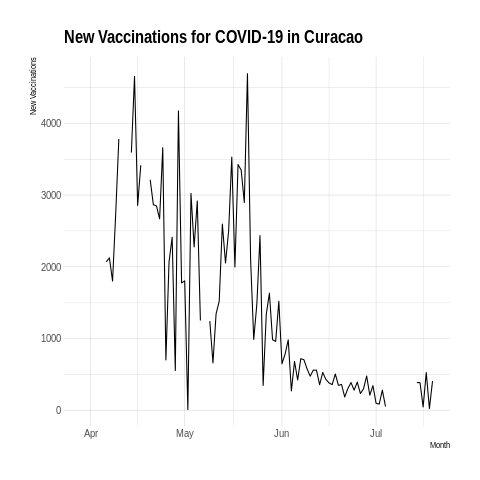 New Vaccinations for COVID-19 in Curacao
New Vaccinations
4000
3000
2000
1000
0
Apr May Jun Jul
Month